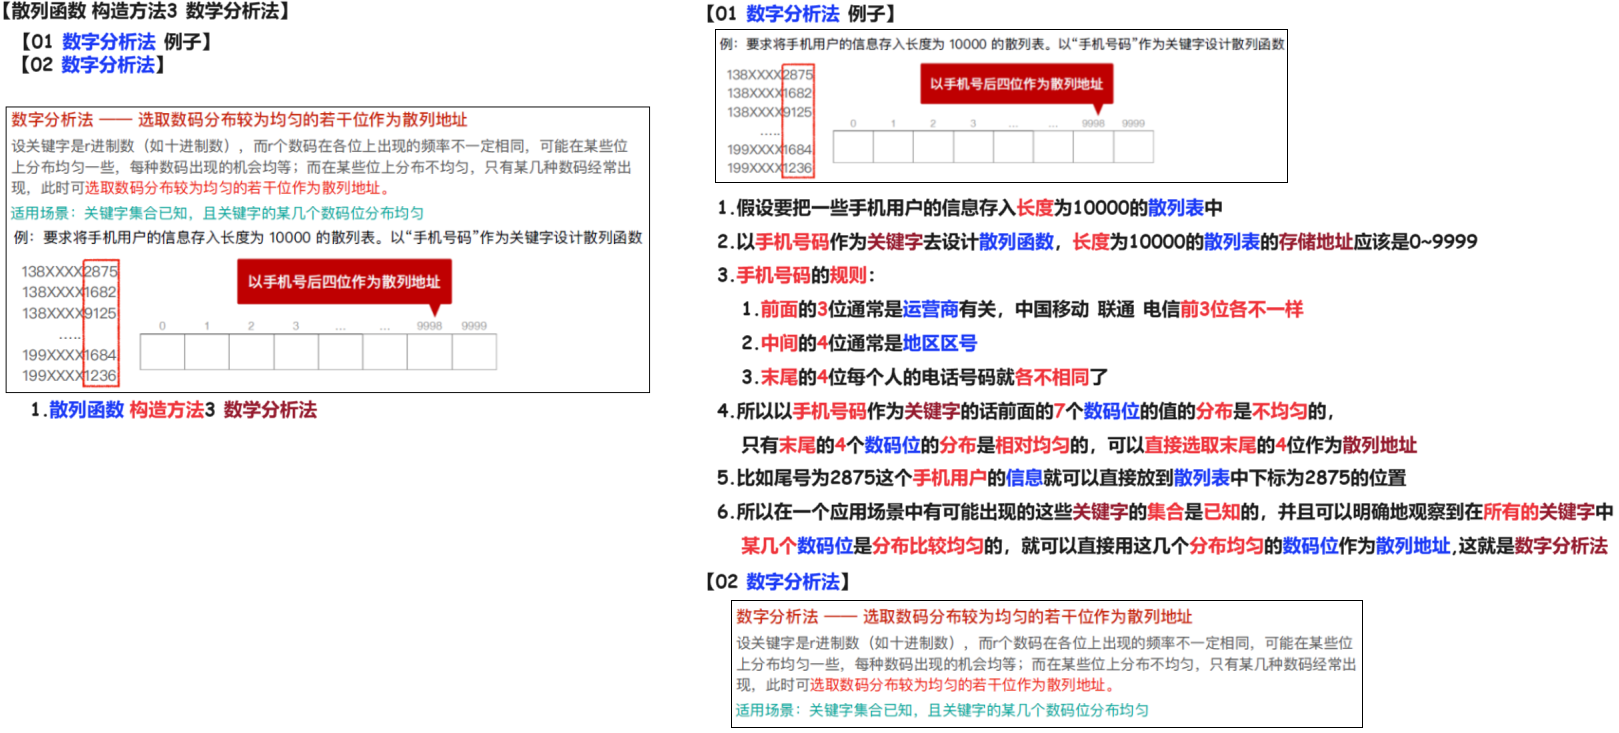 【散列函数 构造方法3 数学分析法】
【01 数字分析法 例子】
【02 数字分析法】
数字分析法 —— 选取数码分布较为均匀的若干位作为散列地址
设关键字是r进制数（如十进制数），而r个数码在各位上出现的频率不一定相同，可能在某些位
上分布均匀一些，每种数码出现的机会均等；而在某些位上分布不均匀，只有某几种数码经常出
现，此时可选取数码分布较为均匀的若干位作为散列地址。
适用场景：关键字集合已知，且关键字的某几个数码位分布均匀
例：要求将手机用户的信息存入长度为 10000 的散列表。以“手机号码”作为关键字设计散列函数
138XXXX2875
138XXXX1682
138XXXX9125
.....
199XXXX1684
199XXXX1236
以手机号后四位作为散列地址
0 1 2 3 ... ... 9998 9999
1.散列函数 构造方法3 数学分析法
【01 数字分析法 例子】
例：要求将手机用户的信息存入长度为 10000 的散列表。以“手机号码”作为关键字设计散列函数
138XXXX2875
138XXXX1682
138XXXX9125
.....
199XXXX1684
199XXXX1236
以手机号后四位作为散列地址
0 1 2 3 ... ... 9998 9999
1.假设要把一些手机用户的信息存入长度为10000的散列表中
2.以手机号码作为关键字去设计散列函数，长度为10000的散列表的存储地址应该是0~9999
3.手机号码的规则：
1.前面的3位通常是运营商有关，中国移动 联通 电信前3位各不一样
2.中间的4位通常是地区区号
3.末尾的4位每个人的电话号码就各不相同了
4.所以以手机号码作为关键字的话前面的7个数码位的值的分布是不均匀的，
只有末尾的4个数码位的分布是相对均匀的，可以直接选取末尾的4位作为散列地址
5.比如尾号为2875这个手机用户的信息就可以直接放到散列表中下标为2875的位置
6.所以在一个应用场景中有可能出现的这些关键字的集合是已知的，并且可以明确地观察到在所有的关键字中
某几个数码位是分布比较均匀的，就可以直接用这几个分布均匀的数码位作为散列地址,这就是数字分析法
【02 数字分析法】
数字分析法 —— 选取数码分布较为均匀的若干位作为散列地址
设关键字是r进制数（如十进制数），而r个数码在各位上出现的频率不一定相同，可能在某些位
上分布均匀一些，每种数码出现的机会均等；而在某些位上分布不均匀，只有某几种数码经常出
现，此时可选取数码分布较为均匀的若干位作为散列地址。
适用场景：关键字集合已知，且关键字的某几个数码位分布均匀